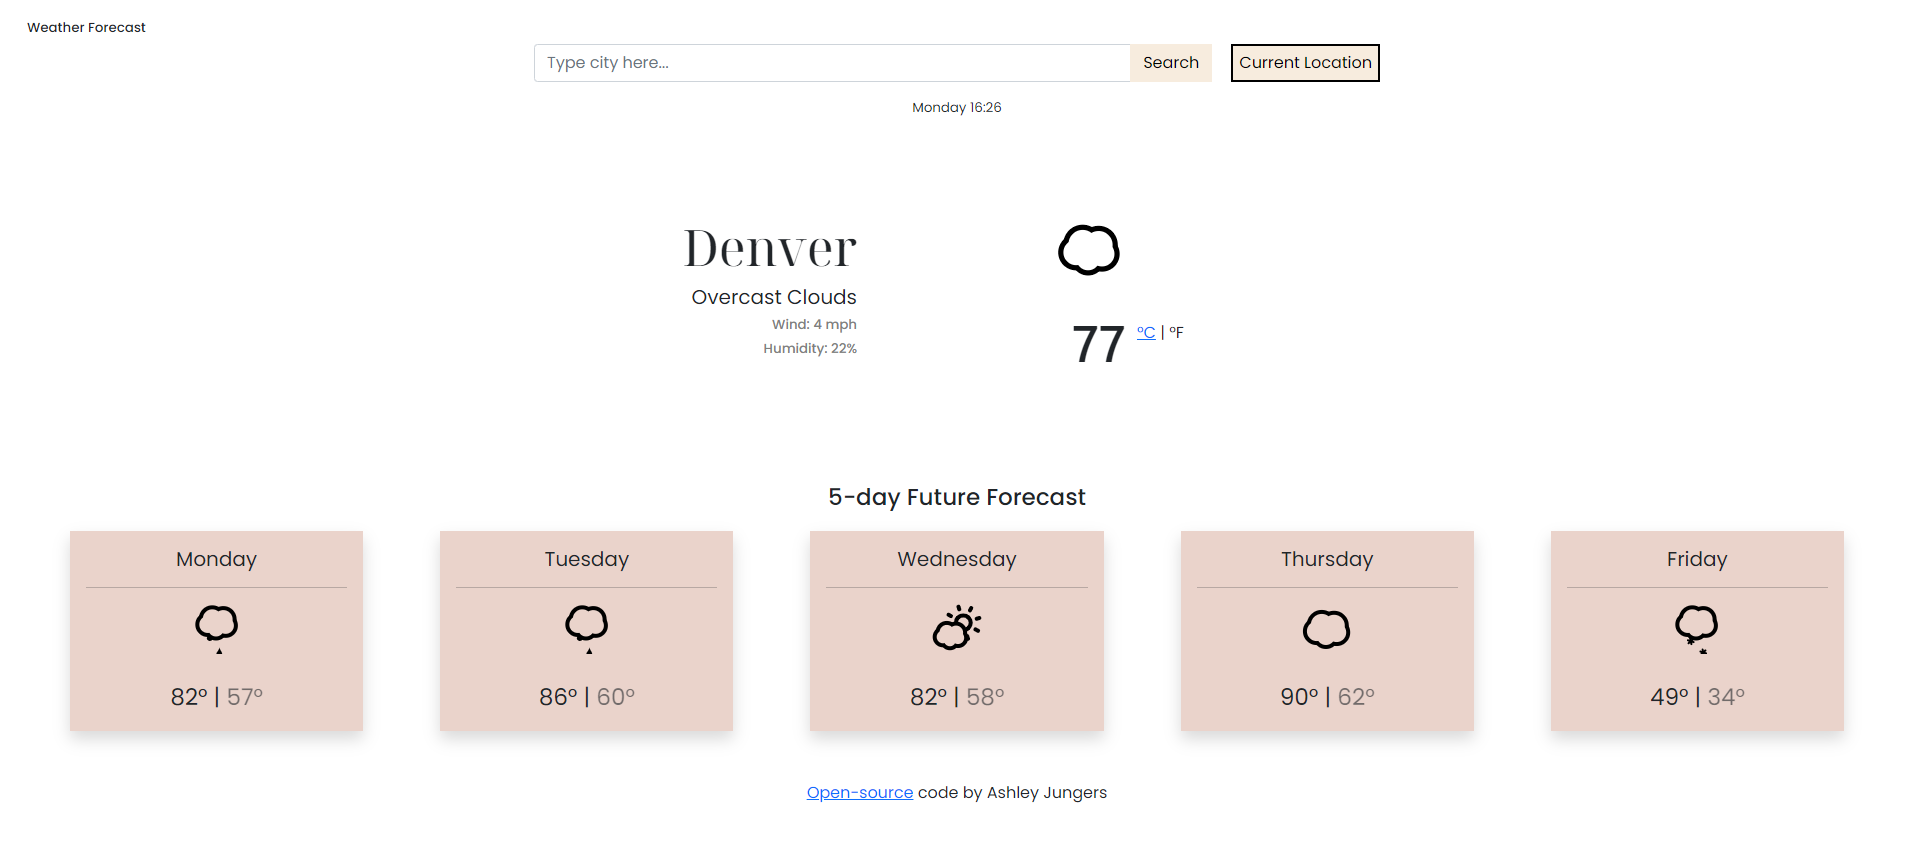 Weather Forecast
Type city here... Search Current Location
Monday 16:26
Denver
Overcast Clouds
Wind: 4 mph
Humidity: 22%
77 °C | °F
5-day Future Forecast
Monday
82° | 57°
Tuesday
86° | 60°
Wednesday
82° | 58°
Thursday
90° | 62°
Friday
49° | 34°
Open-source code by Ashley Jungers